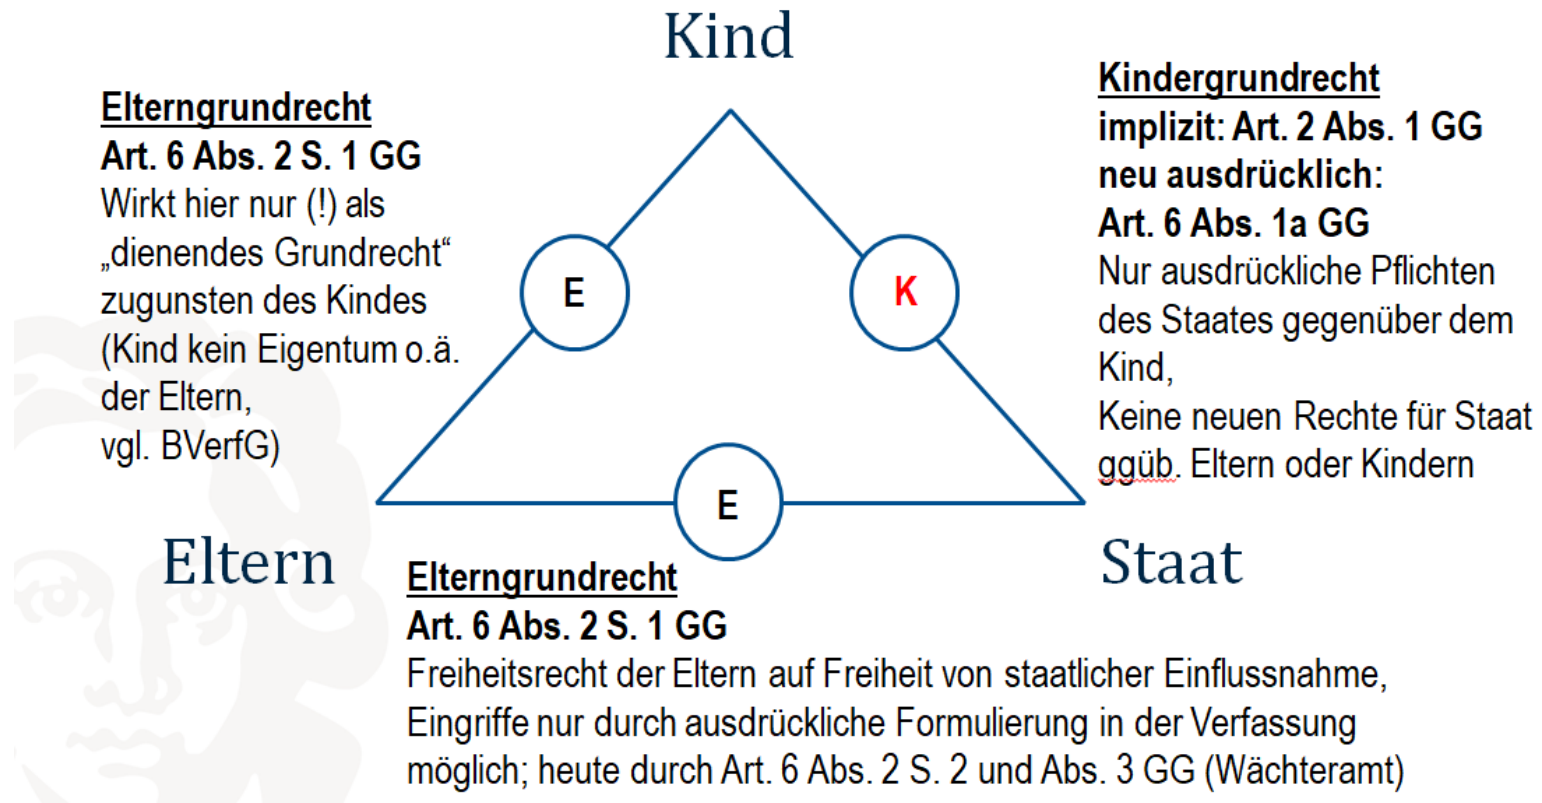 Kind
Elterngrundrecht
Art. 6 Abs. 2 S. 1 GG
Wirkt hier nur (!) als
„dienendes Grundrecht“
zugunsten des Kindes
(Kind kein Eigentum o.ä.
der Eltern,
vgl. BVerfG)
Kindergrundrecht
implizit: Art. 2 Abs. 1 GG
neu ausdrücklich:
Art. 6 Abs. 1a GG
Nur ausdrückliche Pflichten
des Staates gegenüber dem
Kind,
Keine neuen Rechte für Staat
ggüb. Eltern oder Kindern
E
K
E
Eltern
Staat
Elterngrundrecht
Art. 6 Abs. 2 S. 1 GG
Freiheitsrecht der Eltern auf Freiheit von staatlicher Einflussnahme,
Eingriffe nur durch ausdrückliche Formulierung in der Verfassung
möglich; heute durch Art. 6 Abs. 2 S. 2 und Abs. 3 GG (Wächteramt)